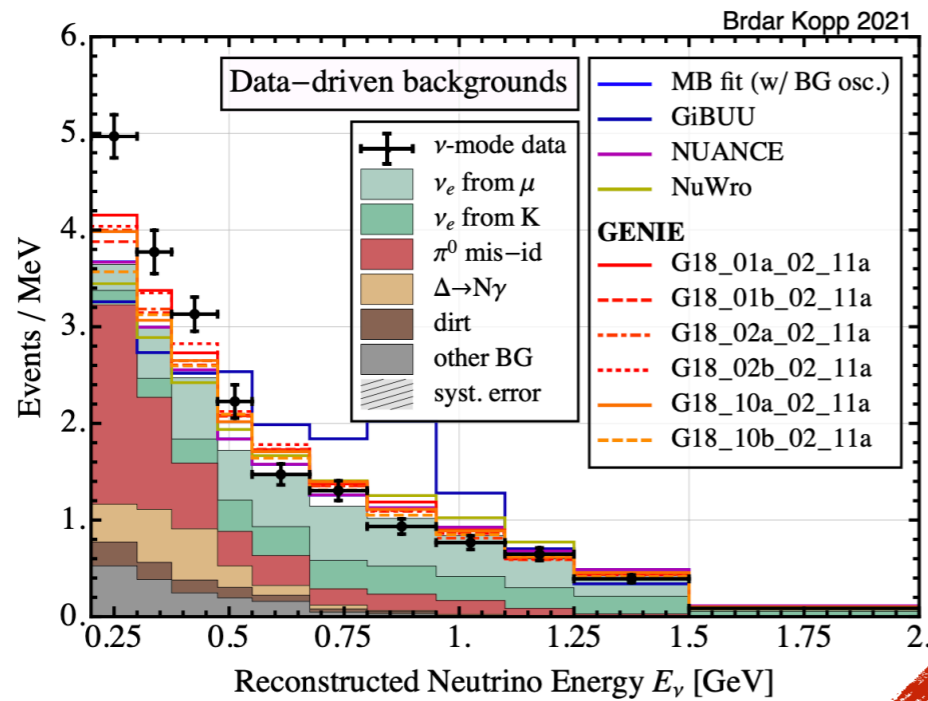 Brdar Kopp 2021
Data-driven backgrounds
ν-mode data
νe from μ
νe from K
π⁰ mis-id
Δ→Nγ
dirt
other BG
syst. error
MB fit (w/ BG osc.)
GiBUU
NUANCE
NuWro
GENIE
G18_01a_02_11a
G18_01b_02_11a
G18_02a_02_11a
G18_02b_02_11a
G18_10a_02_11a
G18_10b_02_11a
Events / MeV
6.
5.
4.
3.
2.
1.
0.
0.25 0.5 0.75 1. 1.25 1.5 1.75 2.
Reconstructed Neutrino Energy Eν [GeV]